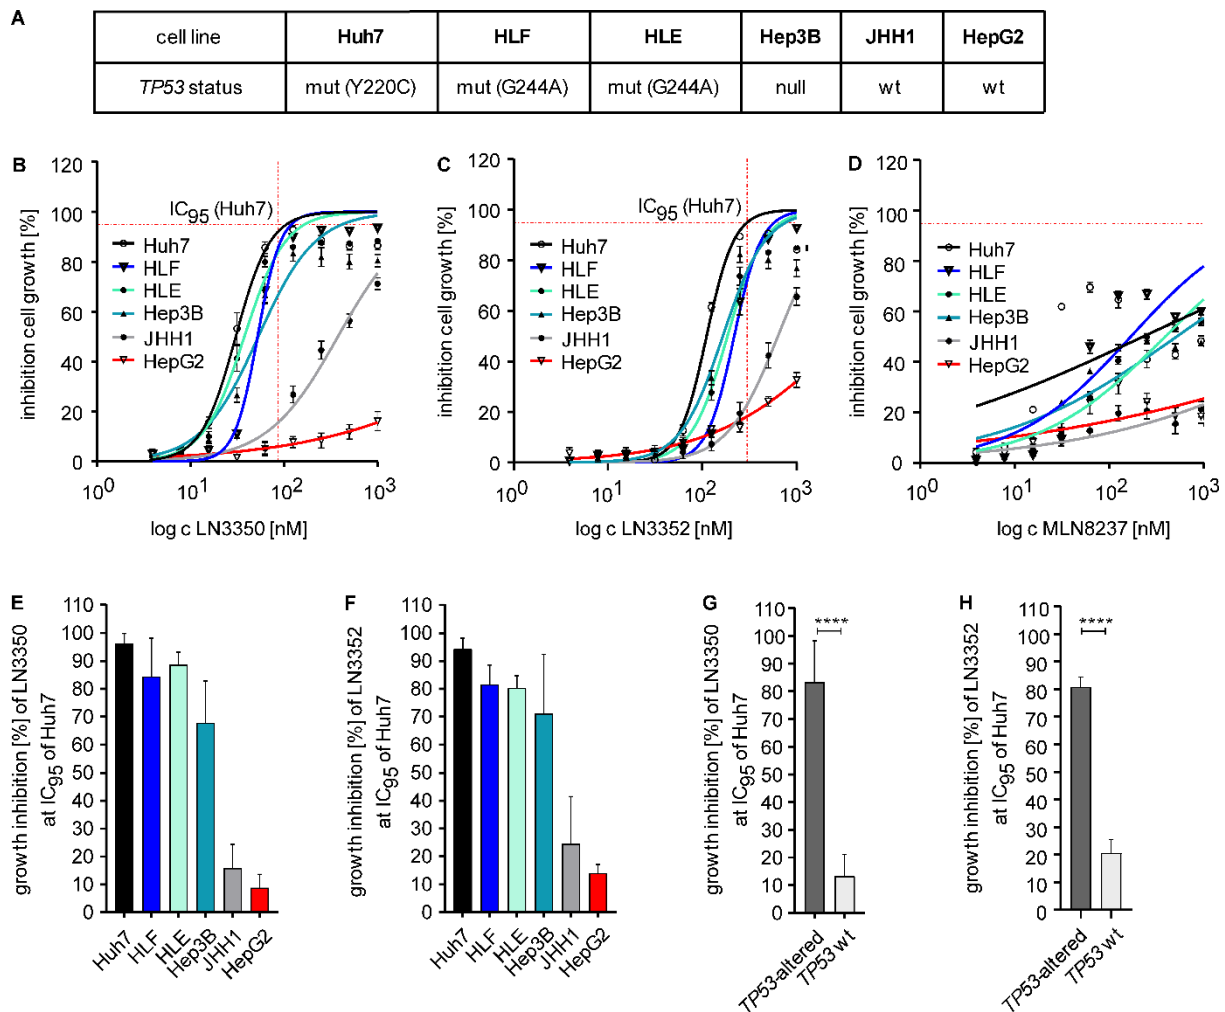 A
cell line Huh7 HLF HLE Hep3B JHH1 HepG2
TP53 status mut (Y220C) mut (G244A) mut (G244A) null wt wt
B
inhibition cell growth [%]
120
100
80
60
40
20
0
IC95 (Huh7)
Huh7
HLF
HLE
Hep3B
JHH1
HepG2
10^0 10^1 10^2 10^3
log c LN3350 [nM]
C
inhibition cell growth [%]
120
100
80
60
40
20
0
IC95 (Huh7)
Huh7
HLF
HLE
Hep3B
JHH1
HepG2
10^0 10^1 10^2 10^3
log c LN3352 [nM]
D
inhibition cell growth [%]
120
100
80
60
40
20
0
Huh7
HLF
HLE
Hep3B
JHH1
HepG2
10^0 10^1 10^2 10^3
log c MLN8237 [nM]
E
growth inhibition [%] of LN3350
at IC95 of Huh7
110
100
90
80
70
60
50
40
30
20
10
0
Huh7 HLF HLE Hep3B JHH1 HepG2
F
growth inhibition [%] of LN3352
at IC95 of Huh7
110
100
90
80
70
60
50
40
30
20
10
0
Huh7 HLF HLE Hep3B JHH1 HepG2
G
growth inhibition [%] of LN3350
at IC95 of Huh7
110
100
90
80
70
60
50
40
30
20
10
0
****
TP53-altered TP53 wt
H
growth inhibition [%] of LN3352
at IC95 of Huh7
110
100
90
80
70
60
50
40
30
20
10
0
****
TP53-altered TP53 wt